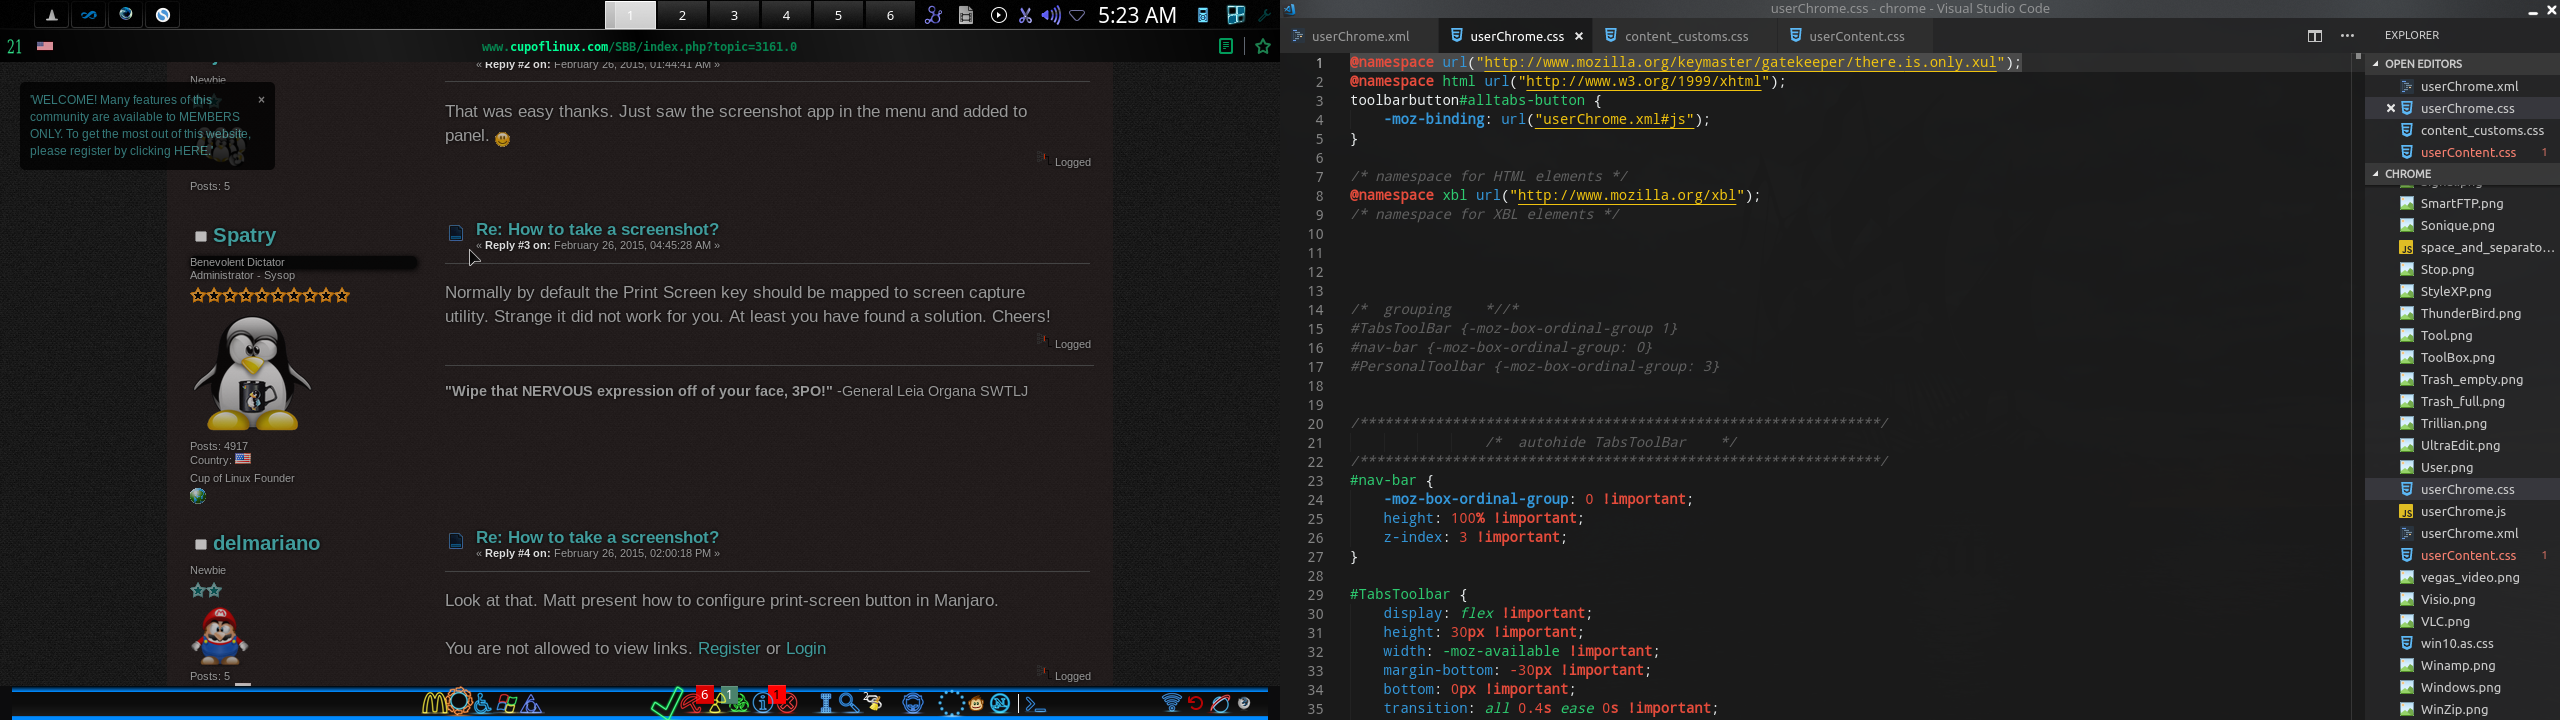 1 2 3 4 5 6 5:23 AM
21 www.cupoflinux.com/SBB/index.php?topic=3161.0
« Reply #2 on: February 26, 2015, 01:44:41 AM »
Newbie
'WELCOME! Many features of this
community are available to MEMBERS
ONLY. To get the most out of this website,
please register by clicking HERE.'
×
That was easy thanks. Just saw the screenshot app in the menu and added to
panel.
Logged
Posts: 5
Spatry
Benevolent Dictator
Administrator - Sysop
Re: How to take a screenshot?
« Reply #3 on: February 26, 2015, 04:45:28 AM »
Normally by default the Print Screen key should be mapped to screen capture
utility. Strange it did not work for you. At least you have found a solution. Cheers!
Logged
"Wipe that NERVOUS expression off of your face, 3PO!" -General Leia Organa SWTLJ
Posts: 4917
Country:
Cup of Linux Founder
delmariano
Newbie
Re: How to take a screenshot?
« Reply #4 on: February 26, 2015, 02:00:18 PM »
Look at that. Matt present how to configure print-screen button in Manjaro.
You are not allowed to view links. Register or Login
Logged
Posts: 5
6 1 1 2
userChrome.css - chrome - Visual Studio Code
userChrome.xml userChrome.css × content_customs.css userContent.css
1 @namespace url("http://www.mozilla.org/keymaster/gatekeeper/there.is.only.xul");
2 @namespace html url("http://www.w3.org/1999/xhtml");
3 toolbarbutton#alltabs-button {
4 -moz-binding: url("userChrome.xml#js");
5 }
6
7 /* namespace for HTML elements */
8 @namespace xbl url("http://www.mozilla.org/xbl");
9 /* namespace for XBL elements */
10
11
12
13
14 /* grouping *//*
15 #TabsToolBar {-moz-box-ordinal-group 1}
16 #nav-bar {-moz-box-ordinal-group: 0}
17 #PersonalToolbar {-moz-box-ordinal-group: 3}
18
19
20 /***************************************************************/
21 /* autohide TabsToolBar */
22 /***************************************************************/
23 #nav-bar {
24 -moz-box-ordinal-group: 0 !important;
25 height: 100% !important;
26 z-index: 3 !important;
27 }
28
29 #TabsToolbar {
30 display: flex !important;
31 height: 30px !important;
32 width: -moz-available !important;
33 margin-bottom: -30px !important;
34 bottom: 0px !important;
35 transition: all 0.4s ease 0s !important;
EXPLORER
OPEN EDITORS
userChrome.xml
userChrome.css
content_customs.css
userContent.css 1
CHROME
SmartFTP.png
Sonique.png
space_and_separato...
Stop.png
StyleXP.png
ThunderBird.png
Tool.png
ToolBox.png
Trash_empty.png
Trash_full.png
Trillian.png
UltraEdit.png
User.png
userChrome.css
userChrome.js
userChrome.xml
userContent.css 1
vegas_video.png
Visio.png
VLC.png
win10.as.css
Winamp.png
Windows.png
WinZip.png